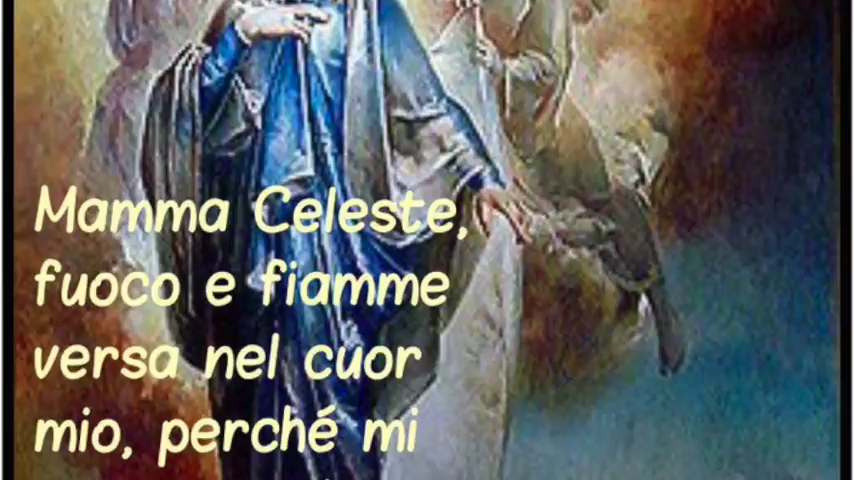 Mamma Celeste,
fuoco e fiamme
versa nel cuor
mio, perché mi